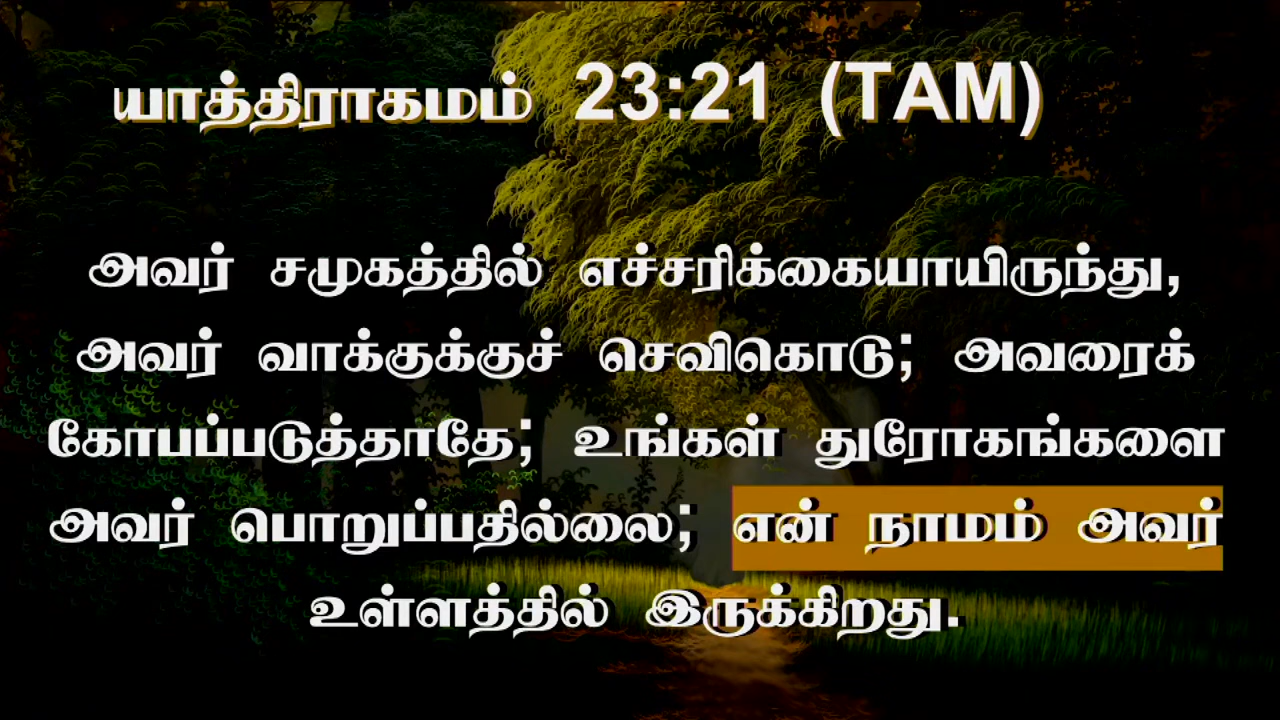 யாத்திராகமம் 23:21 (TAM)
அவர் சமுகத்தில் எச்சரிக்கையாயிருந்து,
அவர் வாக்குக்குச் செவிகொடு; அவரைக்
கோபப்படுத்தாதே; உங்கள் துரோகங்களை
அவர் பொறுப்பதில்லை; என் நாமம் அவர்
உள்ளத்தில் இருக்கிறது.